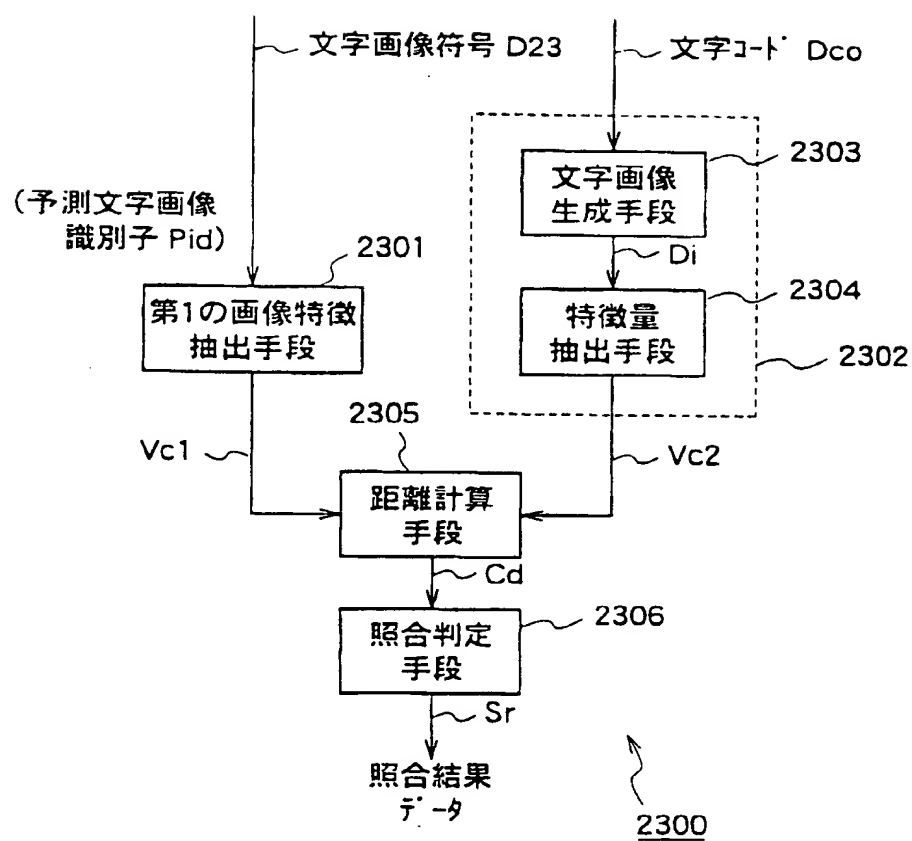 文字画像符号 D23
文字ｺｰﾄﾞ Dco
2303
文字画像
生成手段
(予測文字画像
識別子 Pid)
Di
2301
2304
第1の画像特徴
抽出手段
特徴量
抽出手段
2302
2305
Vc1
Vc2
距離計算
手段
Cd
2306
照合判定
手段
Sr
照合結果
ﾃﾞｰﾀ
2300